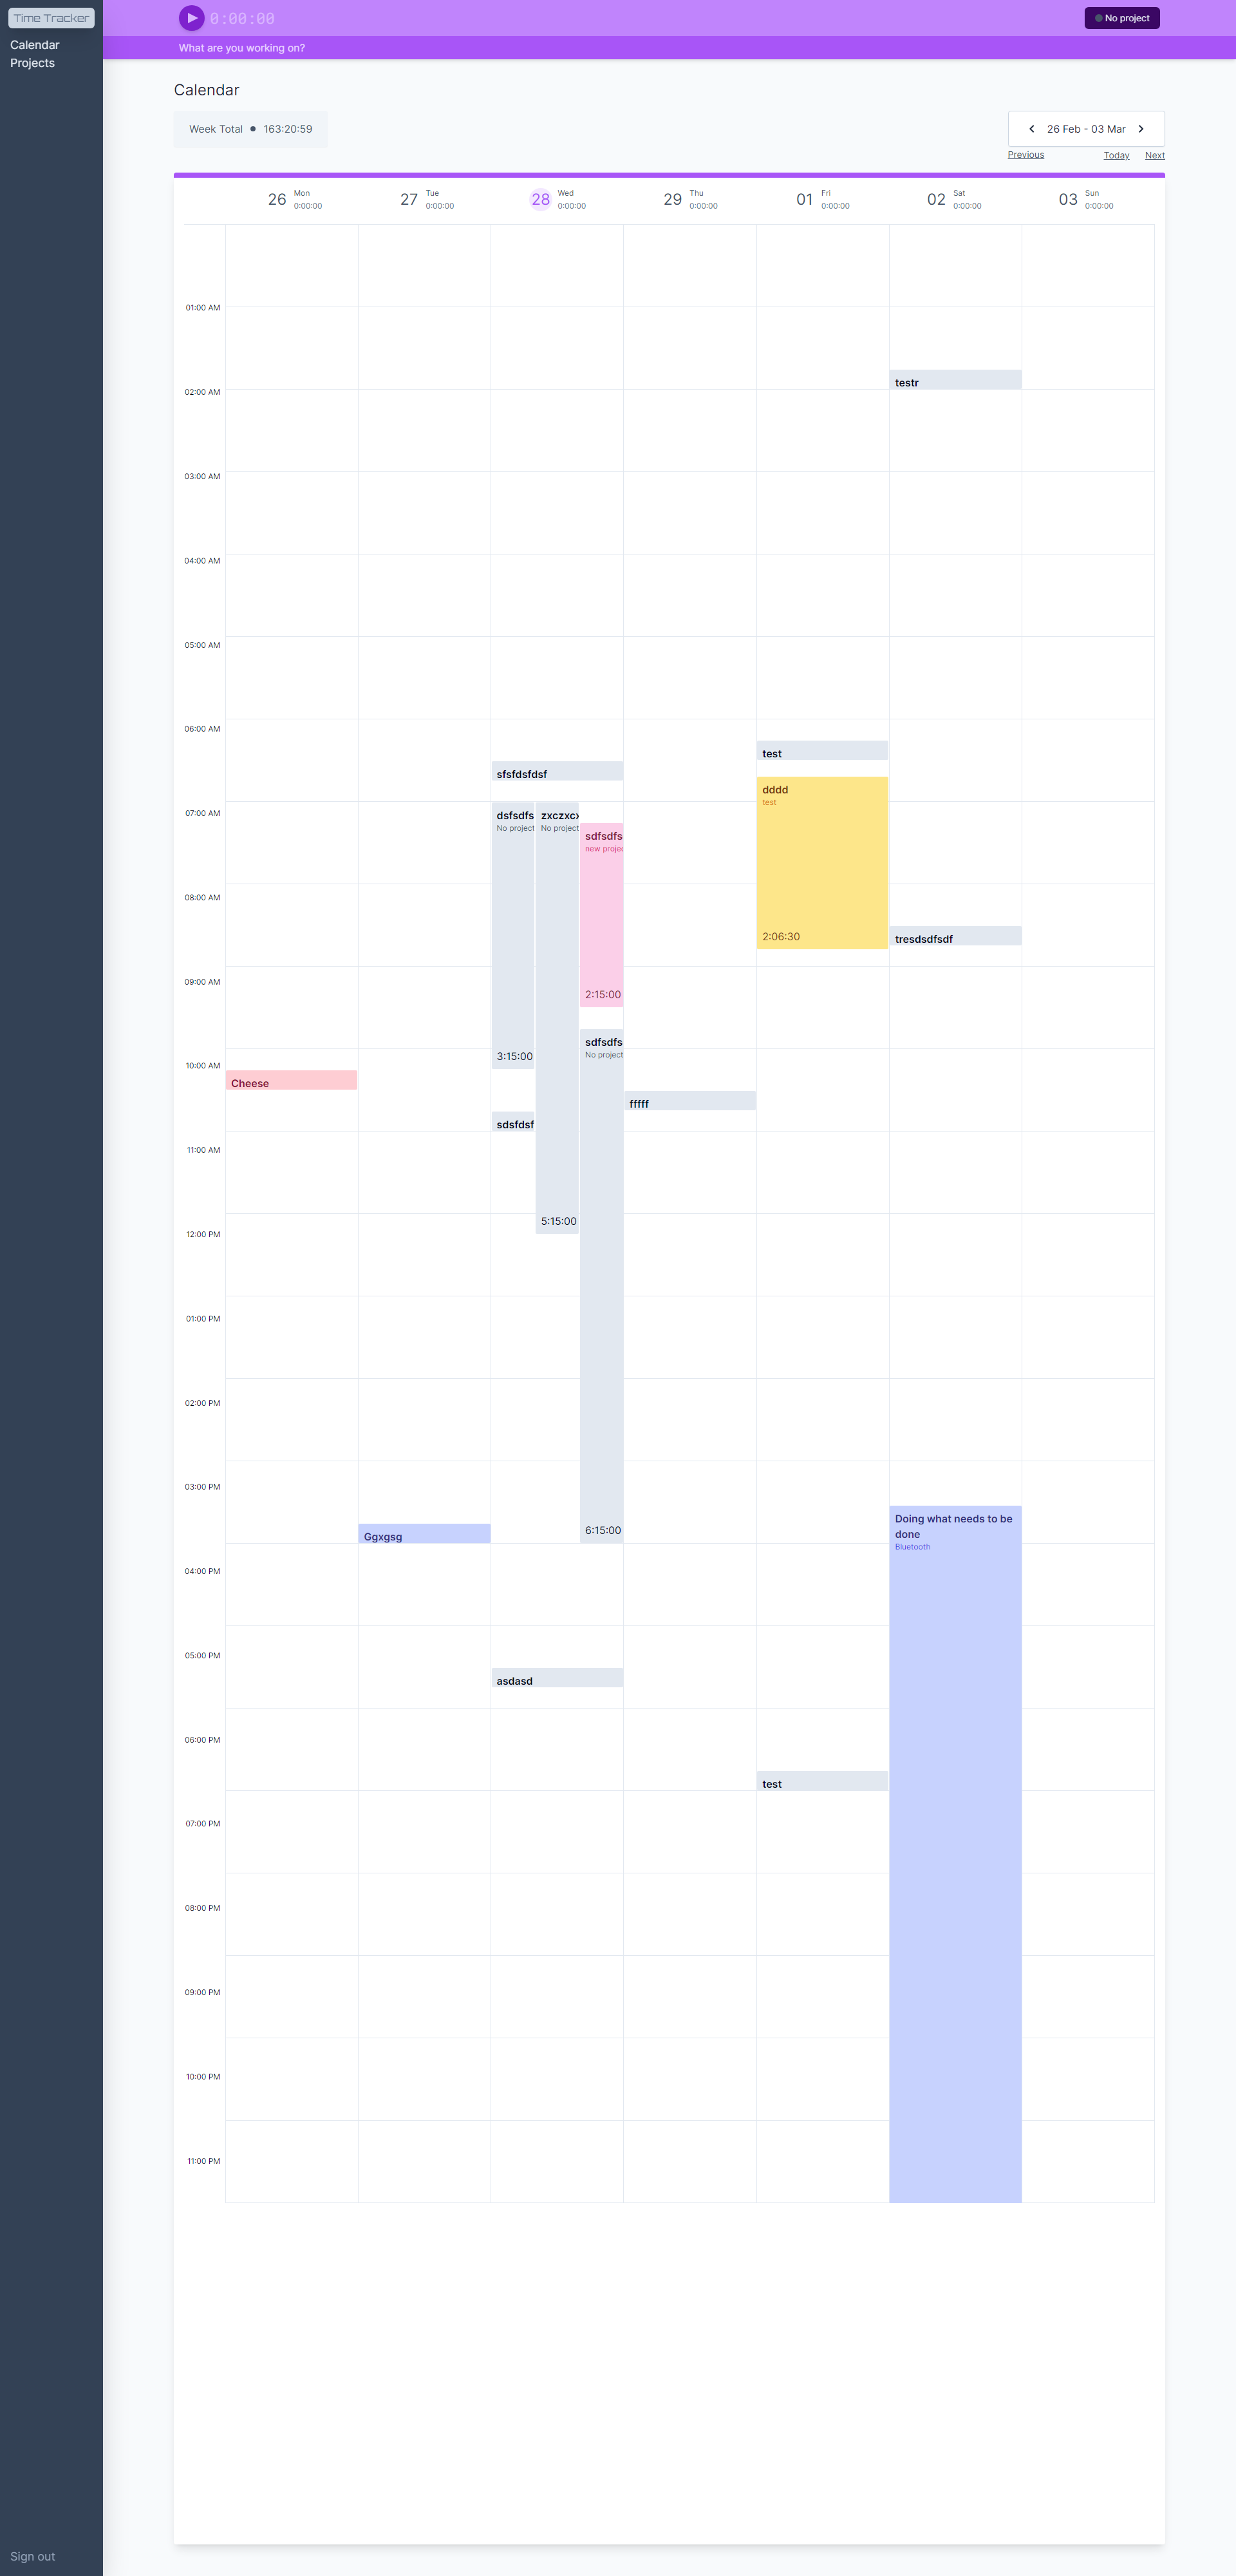 Time Tracker
Calendar
Projects
0:00:00
No project
What are you working on?
Calendar
Week Total 163:20:59
26 Feb - 03 Mar
Previous
Today
Next
26 Mon 0:00:00
27 Tue 0:00:00
28 Wed 0:00:00
29 Thu 0:00:00
01 Fri 0:00:00
02 Sat 0:00:00
03 Sun 0:00:00
01:00 AM
testr
02:00 AM
03:00 AM
04:00 AM
05:00 AM
06:00 AM
test
sfsfdsfdsf
dddd
test
07:00 AM
dsfsdfs
No project
zxczxcx
No project
sdfsdfs
new projec
08:00 AM
2:06:30
tresdsdfsdf
09:00 AM
2:15:00
sdfsdfs
No project
3:15:00
10:00 AM
Cheese
fffff
sdsfdsf
11:00 AM
5:15:00
12:00 PM
01:00 PM
02:00 PM
03:00 PM
Doing what needs to be
done
Bluetooth
6:15:00
Ggxgsg
04:00 PM
05:00 PM
asdasd
06:00 PM
test
07:00 PM
08:00 PM
09:00 PM
10:00 PM
11:00 PM
Sign out